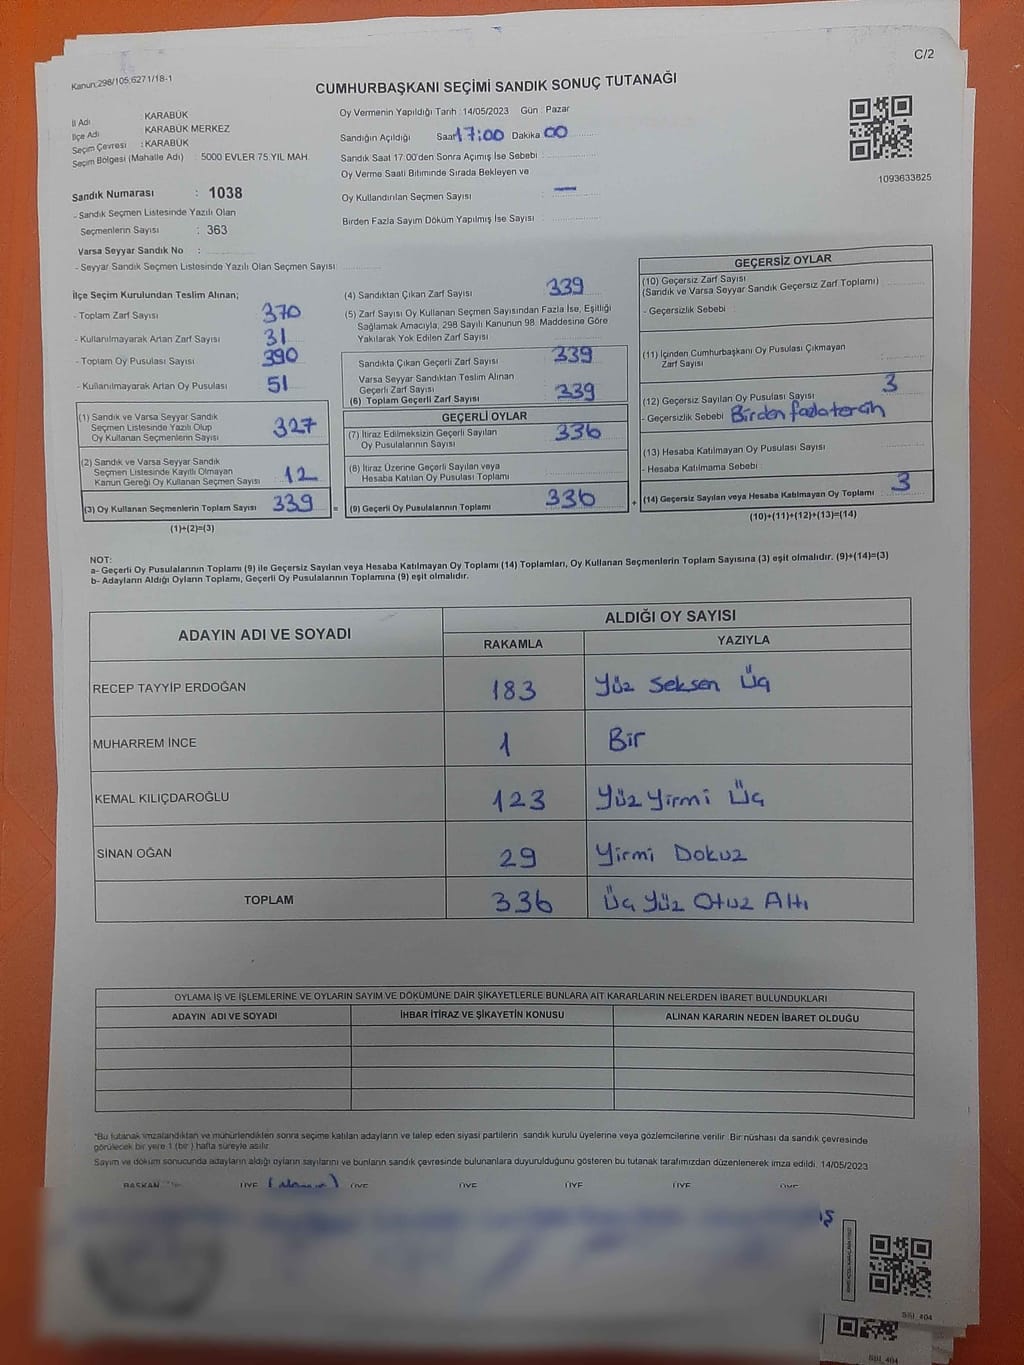 C/2
Kanun:298/105;6271/18-1
CUMHURBAŞKANI SEÇİMİ SANDIK SONUÇ TUTANAĞI
İl Adı KARABÜK
İlçe Adı KARABÜK MERKEZ
Seçim Çevresi : KARABÜK
Seçim Bölgesi (Mahalle Adı) : 5000 EVLER 75.YIL MAH.
Sandık Numarası : 1038
- Sandık Seçmen Listesinde Yazılı Olan
Seçmenlerin Sayısı : 363
Varsa Seyyar Sandık No :
- Seyyar Sandık Seçmen Listesinde Yazılı Olan Seçmen Sayısı
Oy Vermenin Yapıldığı Tarih : 14/05/2023 Gün : Pazar
Sandığın Açıldığı Saat 17:00 Dakika 00
Sandık Saat 17:00'den Sonra Açılmış İse Sebebi :
Oy Verme Saati Bitiminde Sırada Bekleyen ve
Oy Kullandırılan Seçmen Sayısı : —
Birden Fazla Sayım Döküm Yapılmış İse Sayısı :
1093633825
İlçe Seçim Kurulundan Teslim Alınan;
- Toplam Zarf Sayısı 370
- Kullanılmayarak Artan Zarf Sayısı 31
- Toplam Oy Pusulası Sayısı 390
- Kullanılmayarak Artan Oy Pusulası 51
(1) Sandık ve Varsa Seyyar Sandık
Seçmen Listesinde Yazılı Olup
Oy Kullanan Seçmenlerin Sayısı 327
(2) Sandık ve Varsa Seyyar Sandık
Seçmen Listesinde Kayıtlı Olmayan
Kanun Gereği Oy Kullanan Seçmen Sayısı 12
(3) Oy Kullanan Seçmenlerin Toplam Sayısı 339
(1)+(2)=(3)
(4) Sandıktan Çıkan Zarf Sayısı 339
(5) Zarf Sayısı Oy Kullanan Seçmen Sayısından Fazla İse, Eşitliği
Sağlamak Amacıyla, 298 Sayılı Kanunun 98. Maddesine Göre
Yakılarak Yok Edilen Zarf Sayısı
Sandıkta Çıkan Geçerli Zarf Sayısı 339
Varsa Seyyar Sandıktan Teslim Alınan
Geçerli Zarf Sayısı
(6) Toplam Geçerli Zarf Sayısı 339
GEÇERLİ OYLAR
(7) İtiraz Edilmeksizin Geçerli Sayılan
Oy Pusulalarının Sayısı 336
(8) İtiraz Üzerine Geçerli Sayılan veya
Hesaba Katılan Oy Pusulası Toplamı
= (9) Geçerli Oy Pusulalarının Toplamı 336 +
GEÇERSİZ OYLAR
(10) Geçersiz Zarf Sayısı
(Sandık ve Varsa Seyyar Sandık Geçersiz Zarf Toplamı)
- Geçersizlik Sebebi :
(11) İçinden Cumhurbaşkanı Oy Pusulası Çıkmayan
Zarf Sayısı
(12) Geçersiz Sayılan Oy Pusulası Sayısı 3
- Geçersizlik Sebebi Birden fazla tercih
(13) Hesaba Katılmayan Oy Pusulası Sayısı
- Hesaba Katılmama Sebebi :
(14) Geçersiz Sayılan veya Hesaba Katılmayan Oy Toplamı 3
(10)+(11)+(12)+(13)=(14)
NOT:
a- Geçerli Oy Pusulalarının Toplamı (9) ile Geçersiz Sayılan veya Hesaba Katılmayan Oy Toplamı (14) Toplamları, Oy Kullanan Seçmenlerin Toplam Sayısına (3) eşit olmalıdır. (9)+(14)=(3)
b- Adayların Aldığı Oyların Toplamı, Geçerli Oy Pusulalarının Toplamına (9) eşit olmalıdır.
ADAYIN ADI VE SOYADI ALDIĞI OY SAYISI
RAKAMLA YAZIYLA
RECEP TAYYİP ERDOĞAN 183 Yüz Seksen Üç
MUHARREM İNCE 1 Bir
KEMAL KILIÇDAROĞLU 123 Yüz Yirmi Üç
SİNAN OĞAN 29 Yirmi Dokuz
TOPLAM 336 Üç Yüz Otuz Altı
OYLAMA İŞ VE İŞLEMLERİNE VE OYLARIN SAYIM VE DÖKÜMÜNE DAİR ŞİKAYETLERLE BUNLARA AİT KARARLARIN NELERDEN İBARET BULUNDUKLARI
ADAYIN ADI VE SOYADI İHBAR İTİRAZ VE ŞİKAYETİN KONUSU ALINAN KARARIN NEDEN İBARET OLDUĞU
*Bu tutanak imzalandıktan ve mühürlendikten sonra seçime katılan adayların ve talep eden siyasi partilerin sandık kurulu üyelerine veya gözlemcilerine verilir. Bir nüshası da sandık çevresinde
görülecek bir yere 1 (bir ) hafta süreyle asılır.
Sayım ve döküm sonucunda adayların aldığı oyların sayılarını ve bunların sandık çevresinde bulunanlara duyurulduğunu gösteren bu tutanak tarafımızdan düzenlenerek imza edildi. 14/05/2023
BAŞKAN ÜYE ÜYE ÜYE ÜYE ÜYE ÜYE